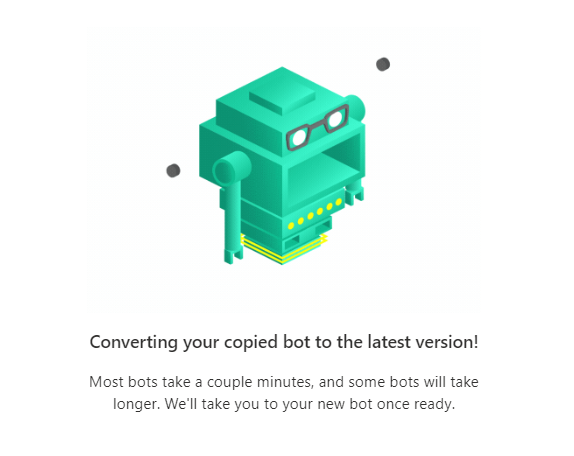 Converting your copied bot to the latest version!
Most bots take a couple minutes, and some bots will take
longer. We'll take you to your new bot once ready.